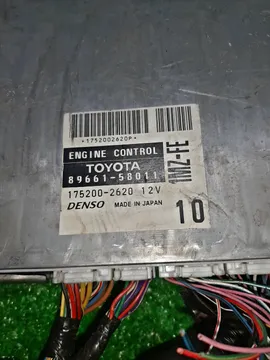 *1752002620P*
ENGINE CONTROL
TOYOTA
89661-58011
175200-2620 12V
DENSO MADE IN JAPAN
1MZ-FE
10